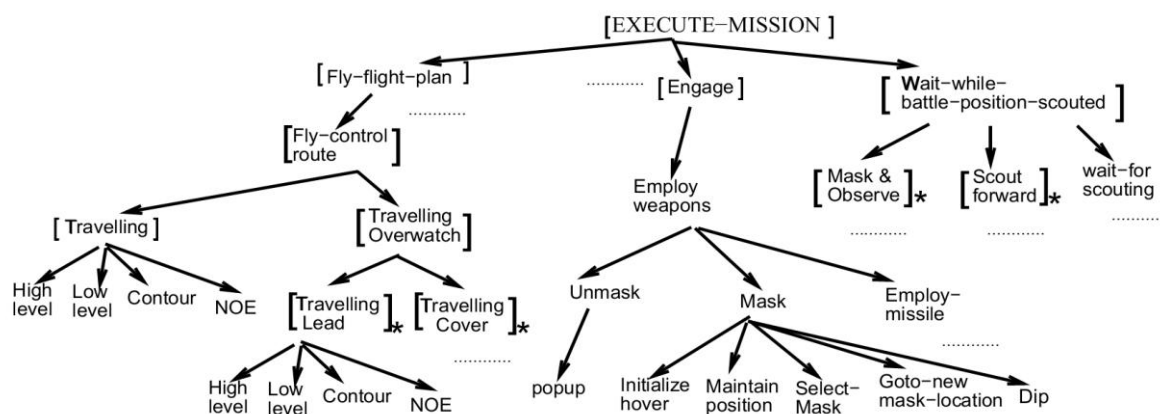 [EXECUTE−MISSION ]
[Fly−flight−plan ]
............
............
[Engage ]
[Wait−while−
battle−position−scouted]
[Fly−control
route ]
............
Employ
weapons
[Mask &
Observe]*
............
[Scout
forward]*
............
wait−for
scouting
............
[Travelling ]
[Travelling
Overwatch]
High
level
Low
level
Contour
NOE
[Travelling
Lead ]*
[Travelling
Cover ]*
............
Unmask
Mask
Employ−
missile
............
High
level
Low
level
Contour
NOE
popup
Initialize
hover
Maintain
position
Select−
Mask
Goto−new
mask−location
Dip